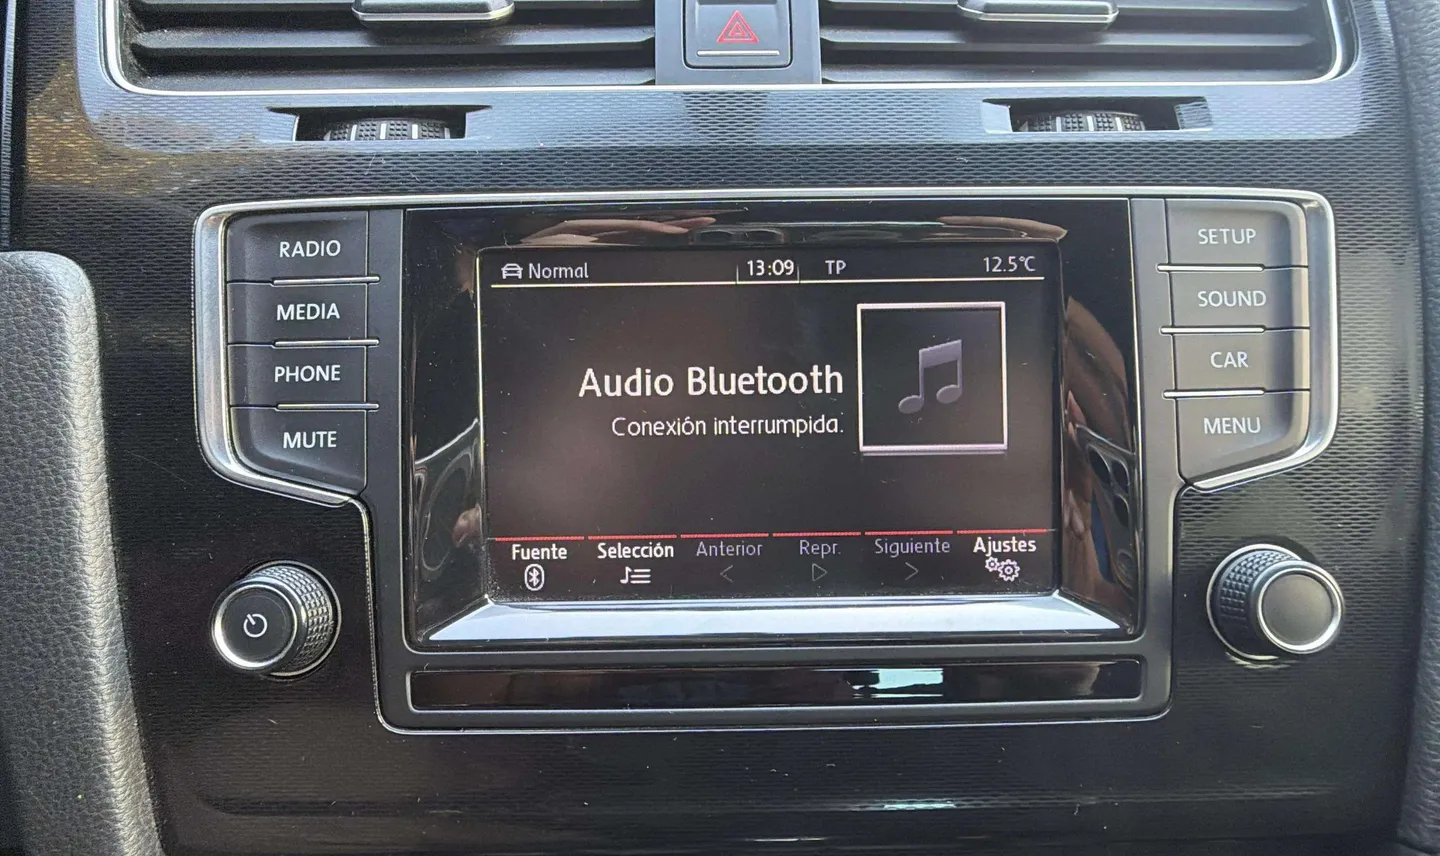 Normal 13:09 TP 12.5°C
RADIO
MEDIA
PHONE
MUTE
Audio Bluetooth
Conexión interrumpida.
Fuente Selección Anterior Repr. Siguiente Ajustes
SETUP
SOUND
CAR
MENU